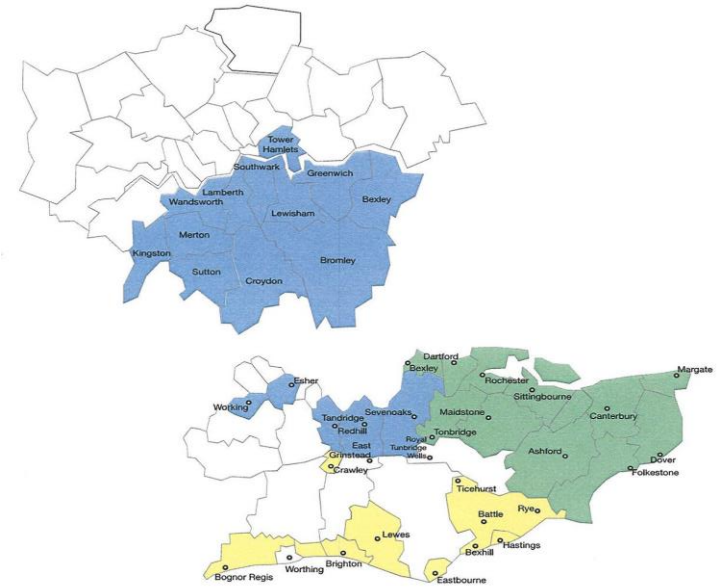 Tower
Hamlets
Southwark
Greenwich
Lamberth
Wandsworth
Bexley
Lewisham
Merton
Kingston
Sutton
Croydon
Bromley
Dartford
Bexley
Margate
Esher
Rochester
Sittingbourne
Working
Tandridge
Sevenoaks
Maidstone
Canterbury
Redhill
Royal
Tunbridge
Wells
Tonbridge
East
Grinstead
Ashford
Dover
Folkestone
Crawley
Ticehurst
Rye
Battle
Lewes
Hastings
Bexhill
Brighton
Worthing
Bognor Regis
Eastbourne